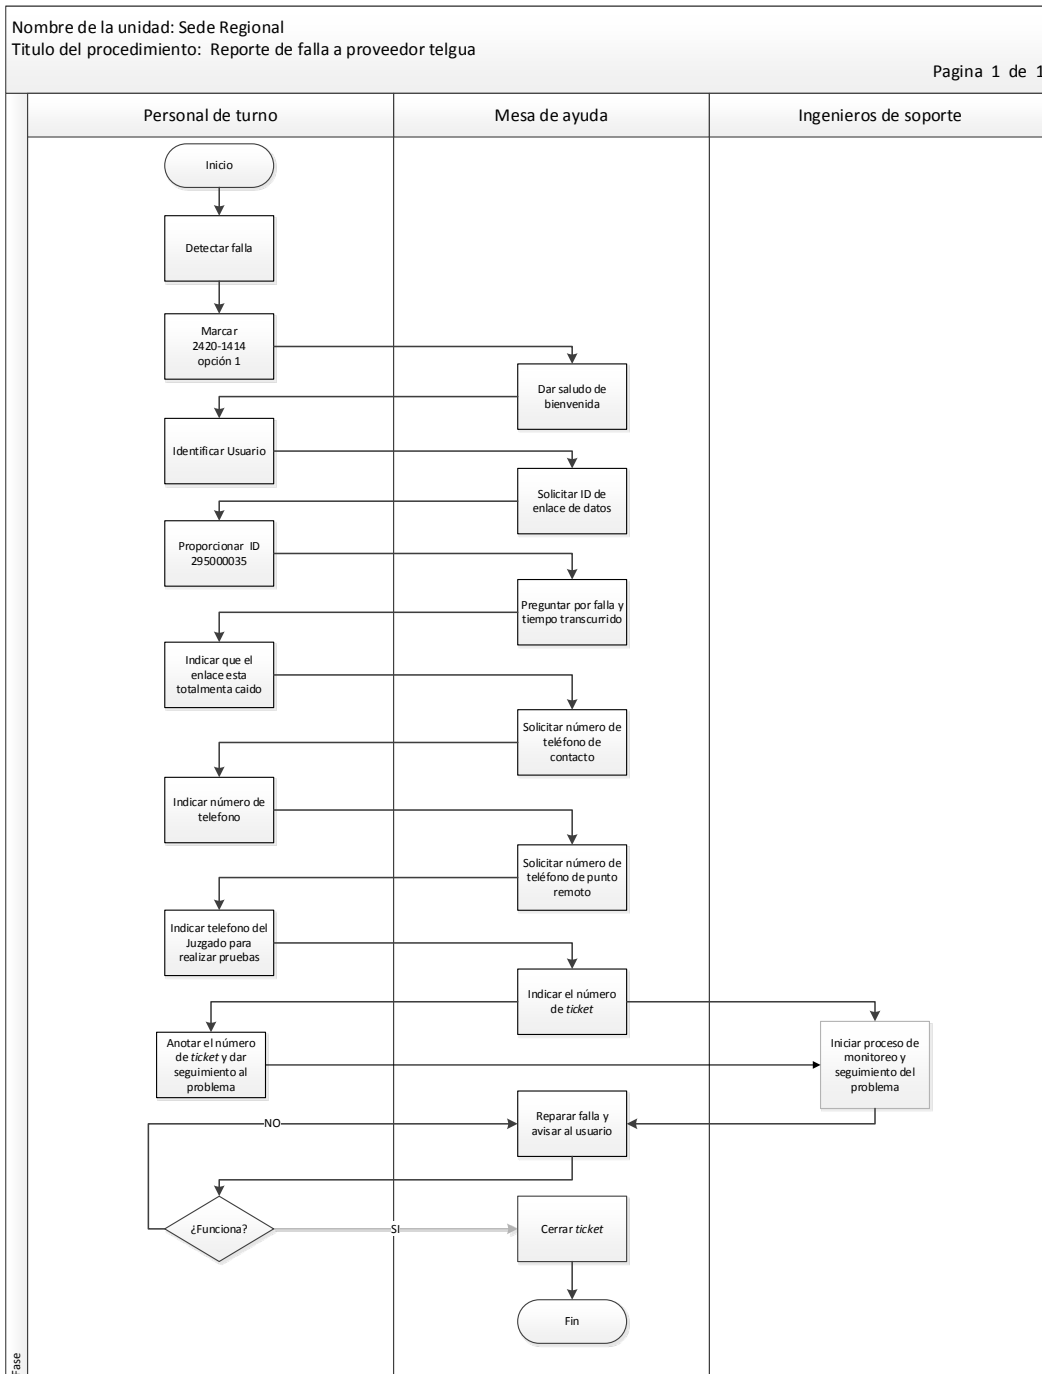 Nombre de la unidad: Sede Regional
Titulo del procedimiento: Reporte de falla a proveedor telgua
Pagina 1 de 1
Personal de turno
Mesa de ayuda
Ingenieros de soporte
Inicio
Detectar falla
Marcar
2420-1414
opción 1
Dar saludo de
bienvenida
Identificar Usuario
Solicitar ID de
enlace de datos
Proporcionar ID
295000035
Preguntar por falla y
tiempo transcurrido
Indicar que el
enlace esta
totalmenta caido
Solicitar número de
teléfono de
contacto
Indicar número de
telefono
Solicitar número de
teléfono de punto
remoto
Indicar telefono del
Juzgado para
realizar pruebas
Indicar el número
de ticket
Anotar el número
de ticket y dar
seguimiento al
problema
Iniciar proceso de
monitoreo y
seguimiento del
problema
Reparar falla y
avisar al usuario
NO
¿Funciona?
SI
Cerrar ticket
Fin
Fase